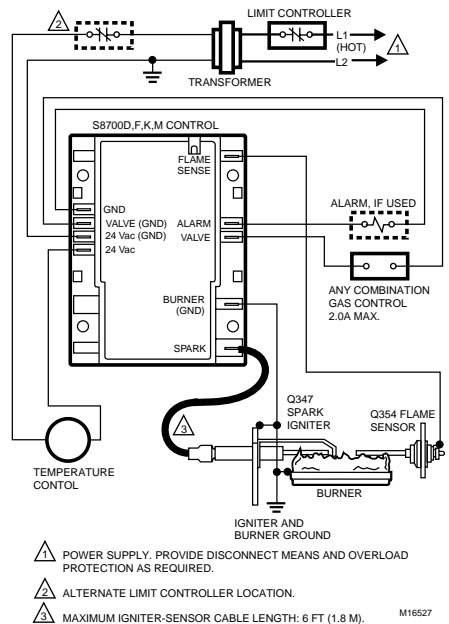 2
LIMIT CONTROLLER
L1
(HOT)
1
L2
TRANSFORMER
S8700D,F,K,M CONTROL
FLAME
SENSE
ALARM, IF USED
GND
VALVE (GND) ALARM
24 Vac (GND) VALVE
24 Vac
ANY COMBINATION
GAS CONTROL
2.0A MAX.
BURNER
(GND)
SPARK
3
Q347
SPARK
IGNITER
Q354 FLAME
SENSOR
TEMPERATURE
CONTOL
BURNER
IGNITER AND
BURNER GROUND
1 POWER SUPPLY. PROVIDE DISCONNECT MEANS AND OVERLOAD
PROTECTION AS REQUIRED.
2 ALTERNATE LIMIT CONTROLLER LOCATION.
3 MAXIMUM IGNITER-SENSOR CABLE LENGTH: 6 FT (1.8 M).
M16527